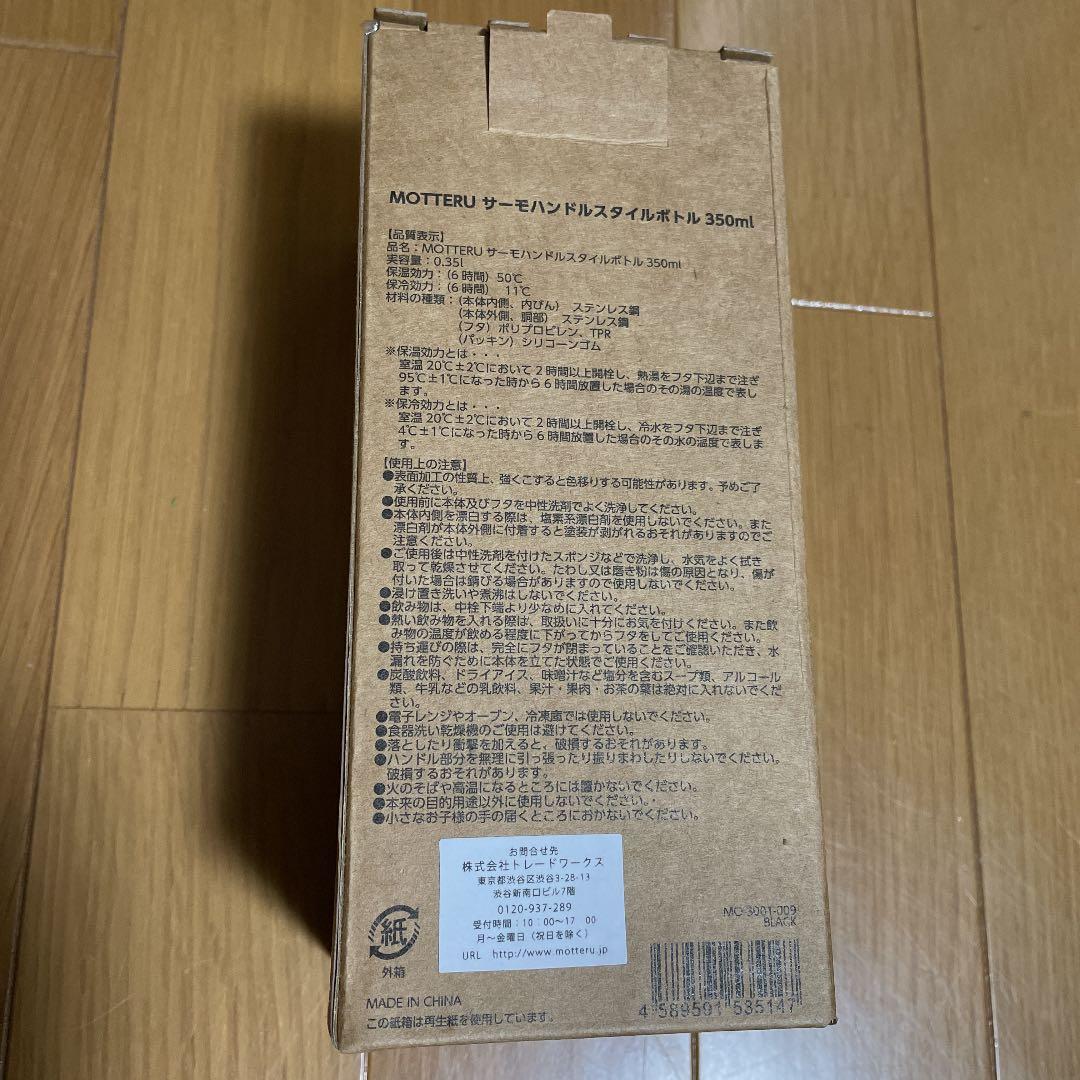 MOTTERU サーモハンドルスタイルボトル 350ml
【品質表示】
品名：MOTTERU サーモハンドルスタイルボトル 350ml
実容量：0.35l
保温効力：(6 時間) 50℃
保冷効力：(6 時間) 11℃
材料の種類：(本体内側、内びん) ステンレス鋼
(本体外側、胴部) ステンレス鋼
(フタ) ポリプロピレン、TPR
(パッキン) シリコーンゴム
※保温効力とは・・・
室温 20℃±2℃において 2 時間以上開栓し、熱湯をフタ下辺まで注ぎ
95℃±1℃になった時から 6 時間放置した場合のその湯の温度で表し
ます。
※保冷効力とは・・・
室温 20℃±2℃において 2 時間以上開栓し、冷水をフタ下辺まで注ぎ
4℃±1℃になった時から 6 時間放置した場合のその水の温度で表しま
す。
【使用上の注意】
●表面加工の性質上、強くこすると色移りする可能性があります。予めご了
承ください。
●使用前に本体及びフタを中性洗剤でよく洗浄してください。
●本体内側を漂白する際は、塩素系漂白剤を使用しないでください。また
漂白剤が本体外側に付着すると塗装が剥がれるおそれがありますのでご
注意ください。
●ご使用後は中性洗剤を付けたスポンジなどで洗浄し、水気をよく拭き
取って乾燥させてください。たわし又は磨き粉は傷の原因となり、傷が
付いた場合は錆びる場合がありますので使用しないでください。
●浸け置き洗いや煮沸はしないでください。
●飲み物は、中栓下端より少なめに入れてください。
●熱い飲み物を入れる際は、取扱いに十分にお気を付けください。また飲
み物の温度が飲める程度に下がってからフタをしてご使用ください。
●持ち運びの際は、完全にフタが閉まっていることをご確認いただき、水
漏れを防ぐために本体を立てた状態でご使用ください。
●炭酸飲料、ドライアイス、味噌汁など塩分を含むスープ類、アルコール
類、牛乳などの乳飲料、果汁・果肉・お茶の葉は絶対に入れないでくだ
さい。
●電子レンジやオーブン、冷凍庫では使用しないでください。
●食器洗い乾燥機のご使用は避けてください。
●落としたり衝撃を加えると、破損するおそれがあります。
●ハンドル部分を無理に引っ張ったり振りまわしたりしないでください。
破損するおそれがあります。
●火のそばや高温になるところには置かないでください。
●本来の目的用途以外に使用しないでください。
●小さなお子様の手の届くところにおかないでください。
お問合せ先
株式会社トレードワークス
東京都渋谷区渋谷3-28-13
渋谷新南口ビル7階
0120-937-289
受付時間：10：00～17：00
月～金曜日（祝日を除く）
URL http://www.motteru.jp
紙
外箱
MO-3001-009
BLACK
4 589591 535147
MADE IN CHINA
この紙箱は再生紙を使用しています。